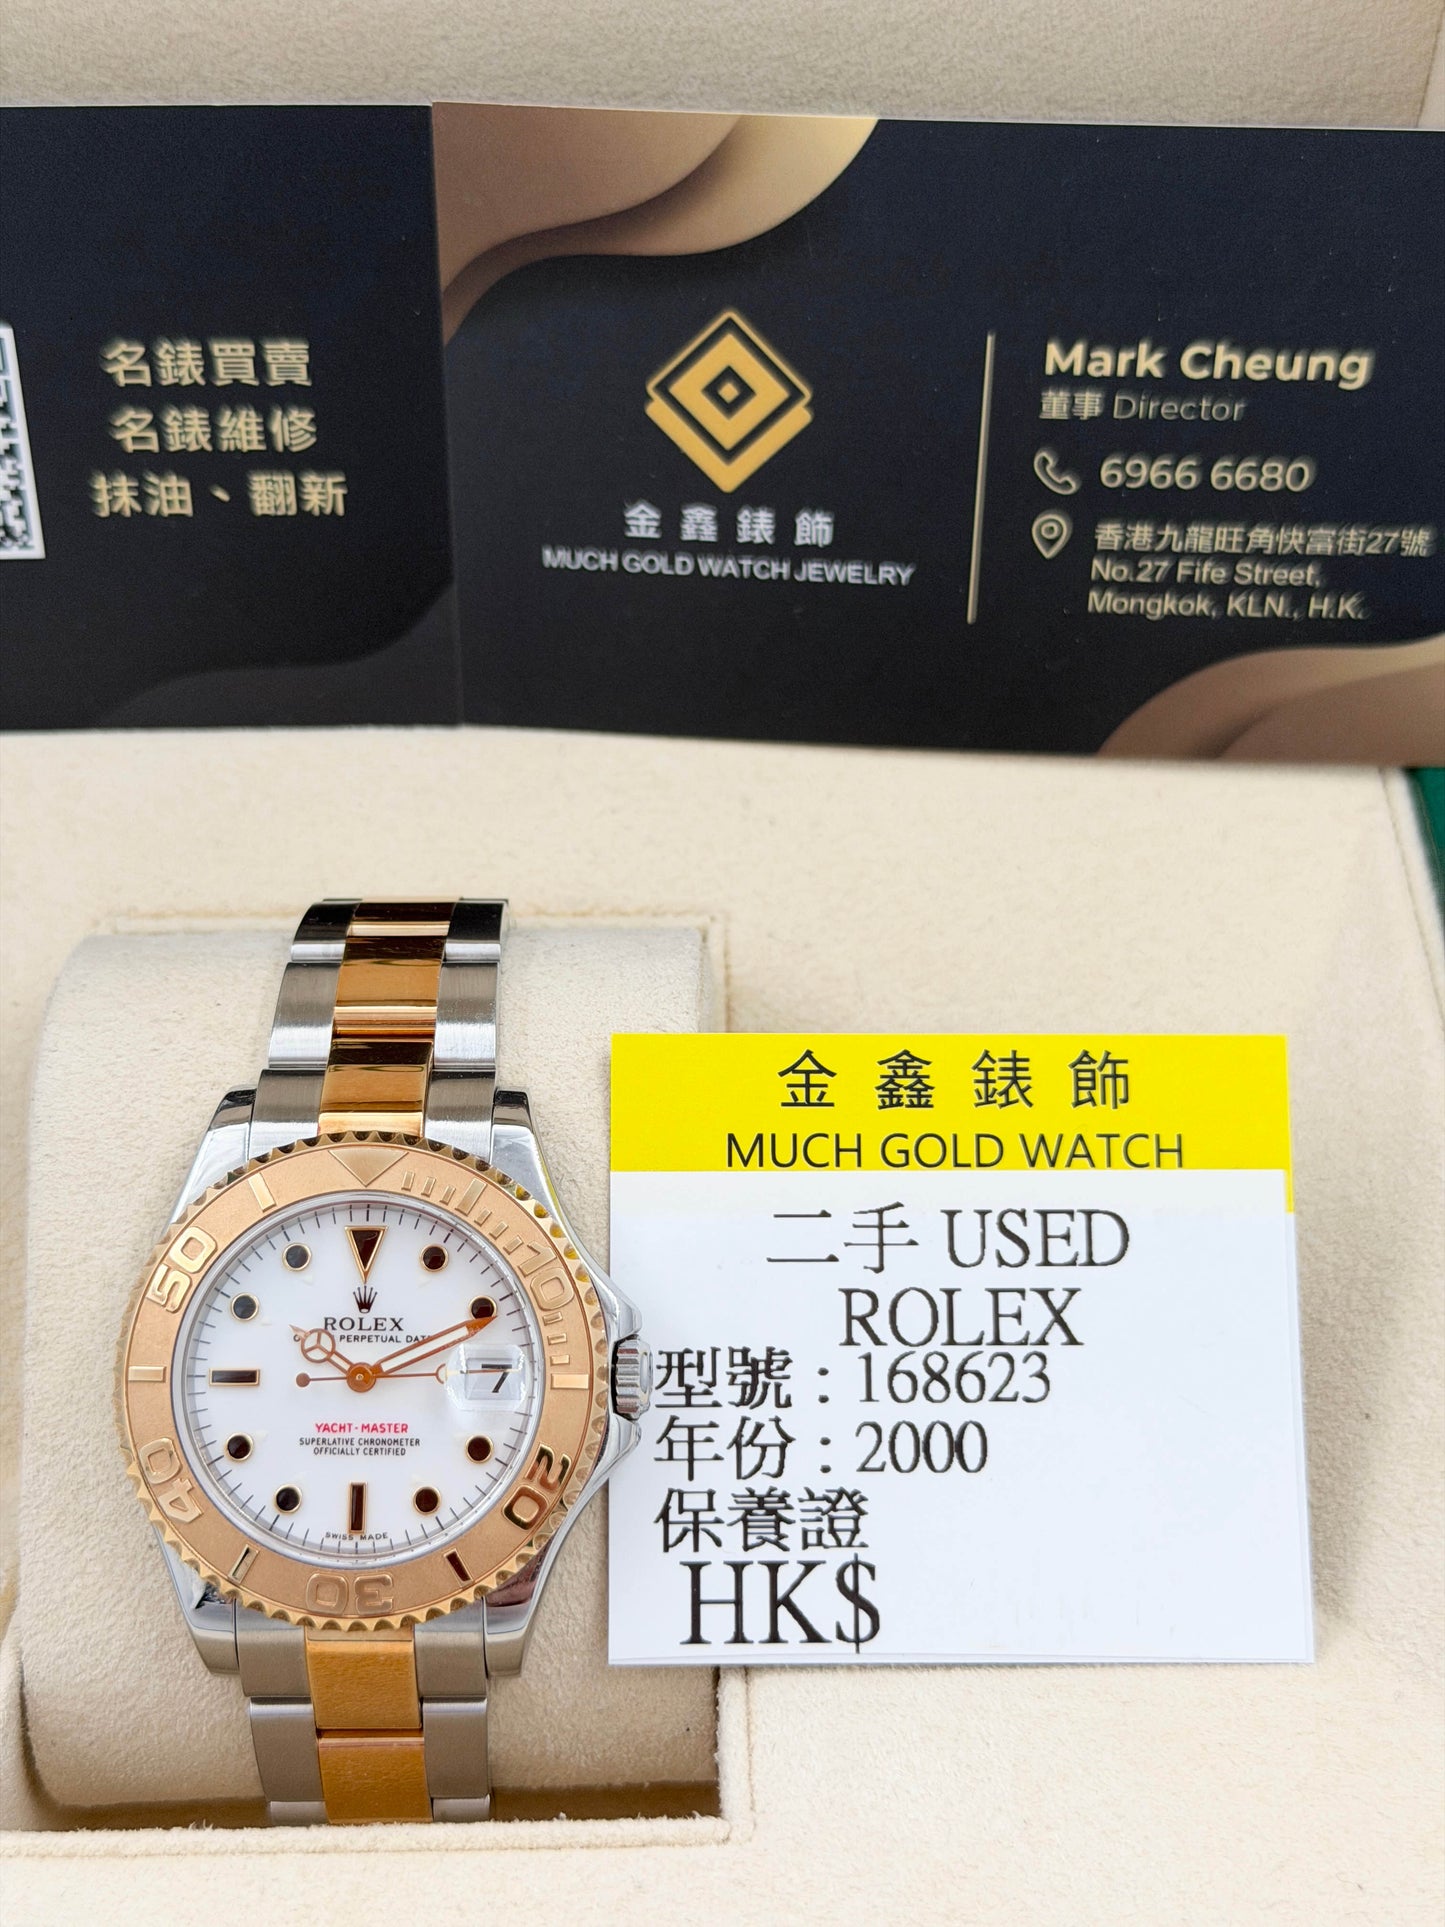 名錶買賣
名錶維修
抹油、翻新
金鑫錶飾
MUCH GOLD WATCH JEWELRY
Mark Cheung
董事 Director
6966 6680
香港九龍旺角快富街27號
No.27 Fife Street,
Mongkok, KLN., H.K.
50
10
40
20
30
ROLEX
PERPETUAL DATE
7
YACHT-MASTER
SUPERLATIVE CHRONOMETER
OFFICIALLY CERTIFIED
SWISS MADE
金鑫錶飾
MUCH GOLD WATCH
二手 USED
ROLEX
型號：168623
年份：2000
保養證
HK$